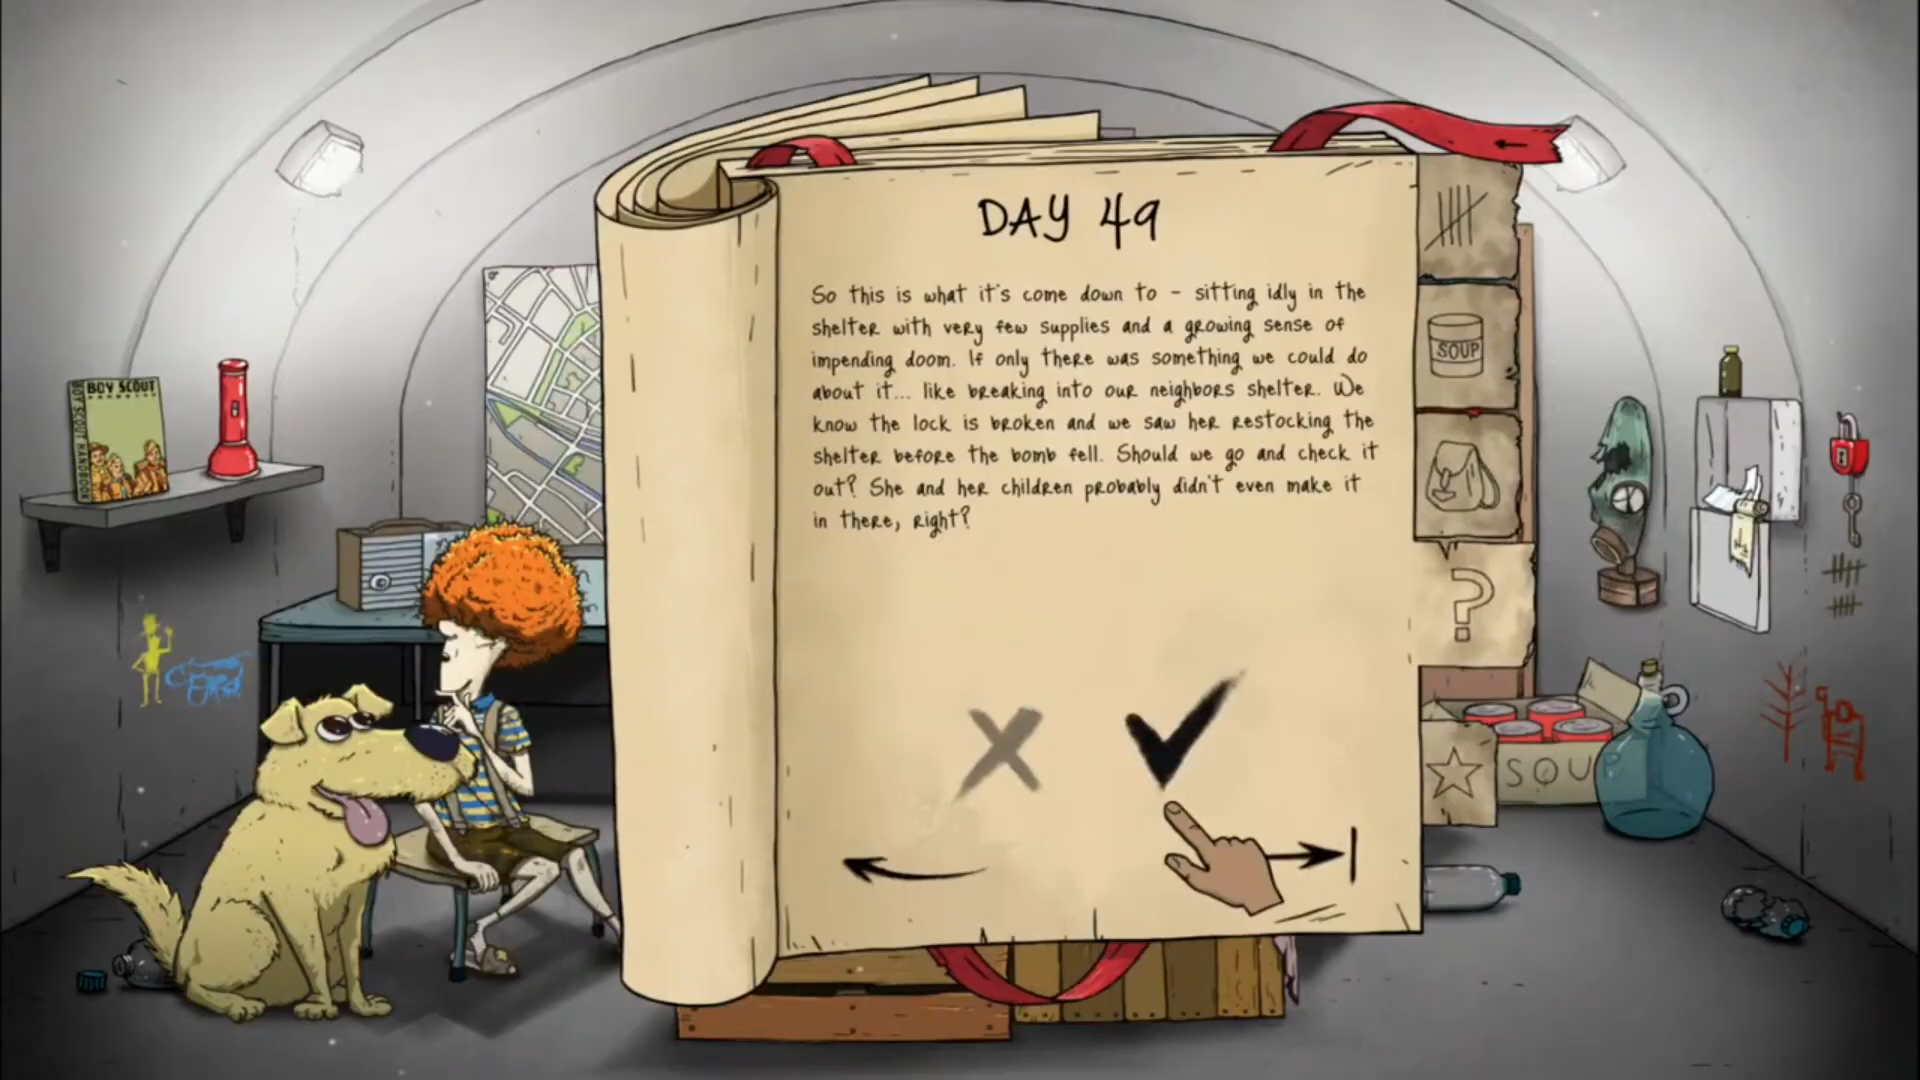 DAY 49
So this is what it's come down to - sitting idly in the
shelter with very few supplies and a growing sense of
impending doom. If only there was something we could do
about it... like breaking into our neighbors shelter. We
know the lock is broken and we saw her restocking the
shelter before the bomb fell. Should we go and check it
out? She and her children probably didn't even make it
in there, right?
SOUP
?
BOY SCOUT
BOY SCOUT HANDBOOK
SOUP